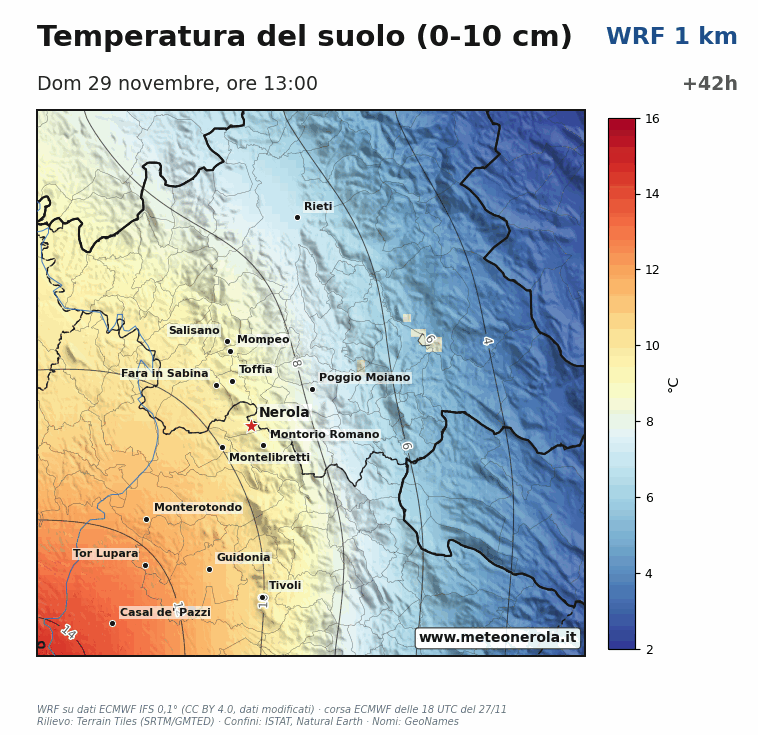 Temperatura del suolo (0-10 cm)
WRF 1 km
Dom 29 novembre, ore 13:00
+42h
Rieti
Salisano
Mompeo
Fara in Sabina
Toffia
Poggio Moiano
Nerola
Montorio Romano
Montelibretti
Monterotondo
Tor Lupara
Guidonia
Tivoli
Casal de' Pazzi
8
6
4
6
14
www.meteonerola.it
16
14
12
10
8
6
4
2
°C
WRF su dati ECMWF IFS 0,1° (CC BY 4.0, dati modificati) · corsa ECMWF delle 18 UTC del 27/11
Rilievo: Terrain Tiles (SRTM/GMTED) · Confini: ISTAT, Natural Earth · Nomi: GeoNames